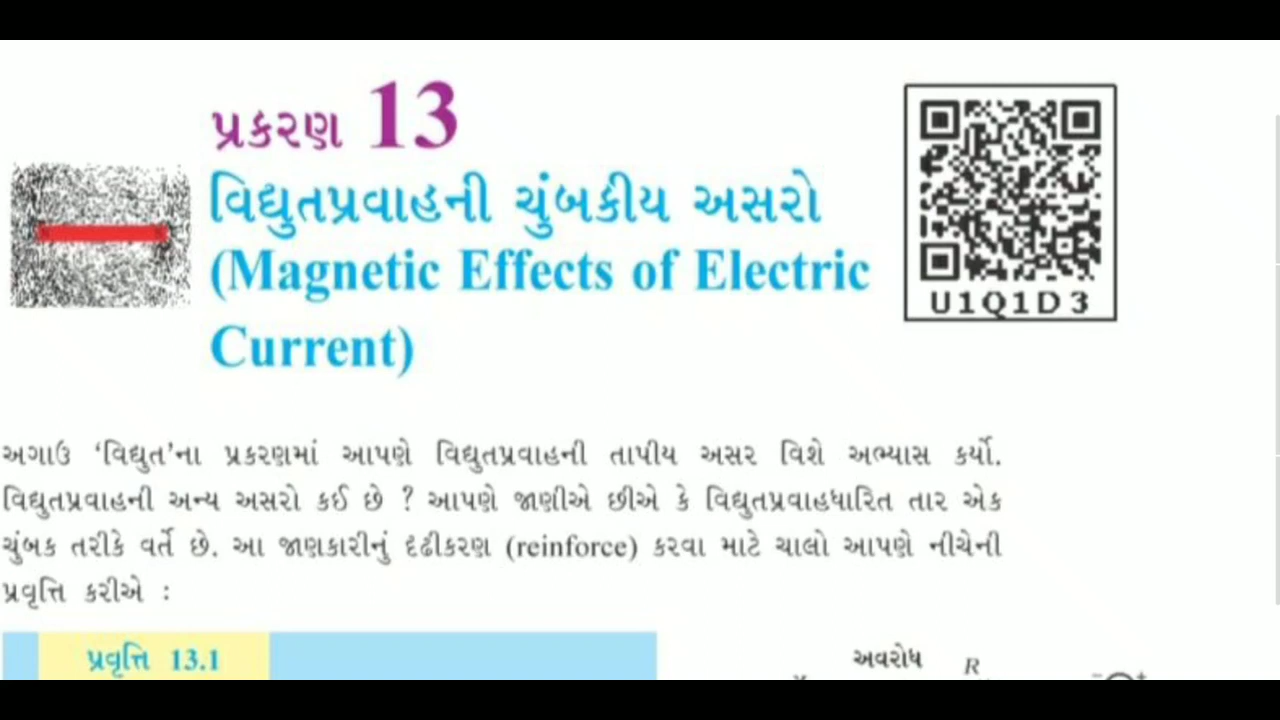 પ્રકરણ 13
વિદ્યુતપ્રવાહની ચુંબકીય અસરો
(Magnetic Effects of Electric
Current)
U1Q1D3
અગાઉ ‘વિદ્યુત’ના પ્રકરણમાં આપણે વિદ્યુતપ્રવાહની તાપીય અસર વિશે અભ્યાસ કર્યો.
વિદ્યુતપ્રવાહની અન્ય અસરો કઈ છે ? આપણે જાણીએ છીએ કે વિદ્યુતપ્રવાહધારિત તાર એક
ચુંબક તરીકે વર્તે છે. આ જાણકારીનું દૃઢીકરણ (reinforce) કરવા માટે ચાલો આપણે નીચેની
પ્રવૃત્તિ કરીએ :
પ્રવૃત્તિ 13.1
અવરોધ R